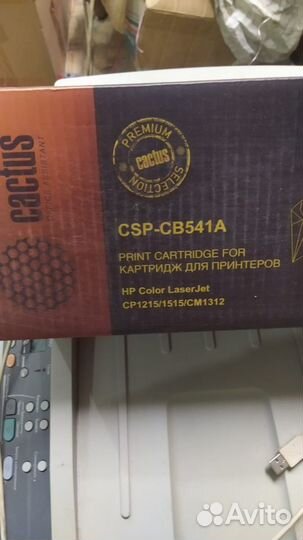 cactus
PREMIUM
cactus
SELECTION
CSP-CB541A
PRINT CARTRIDGE FOR
КАРТРИДЖ ДЛЯ ПРИНТЕРОВ
HP Color LaserJet
CP1215/1515/CM1312
Avito